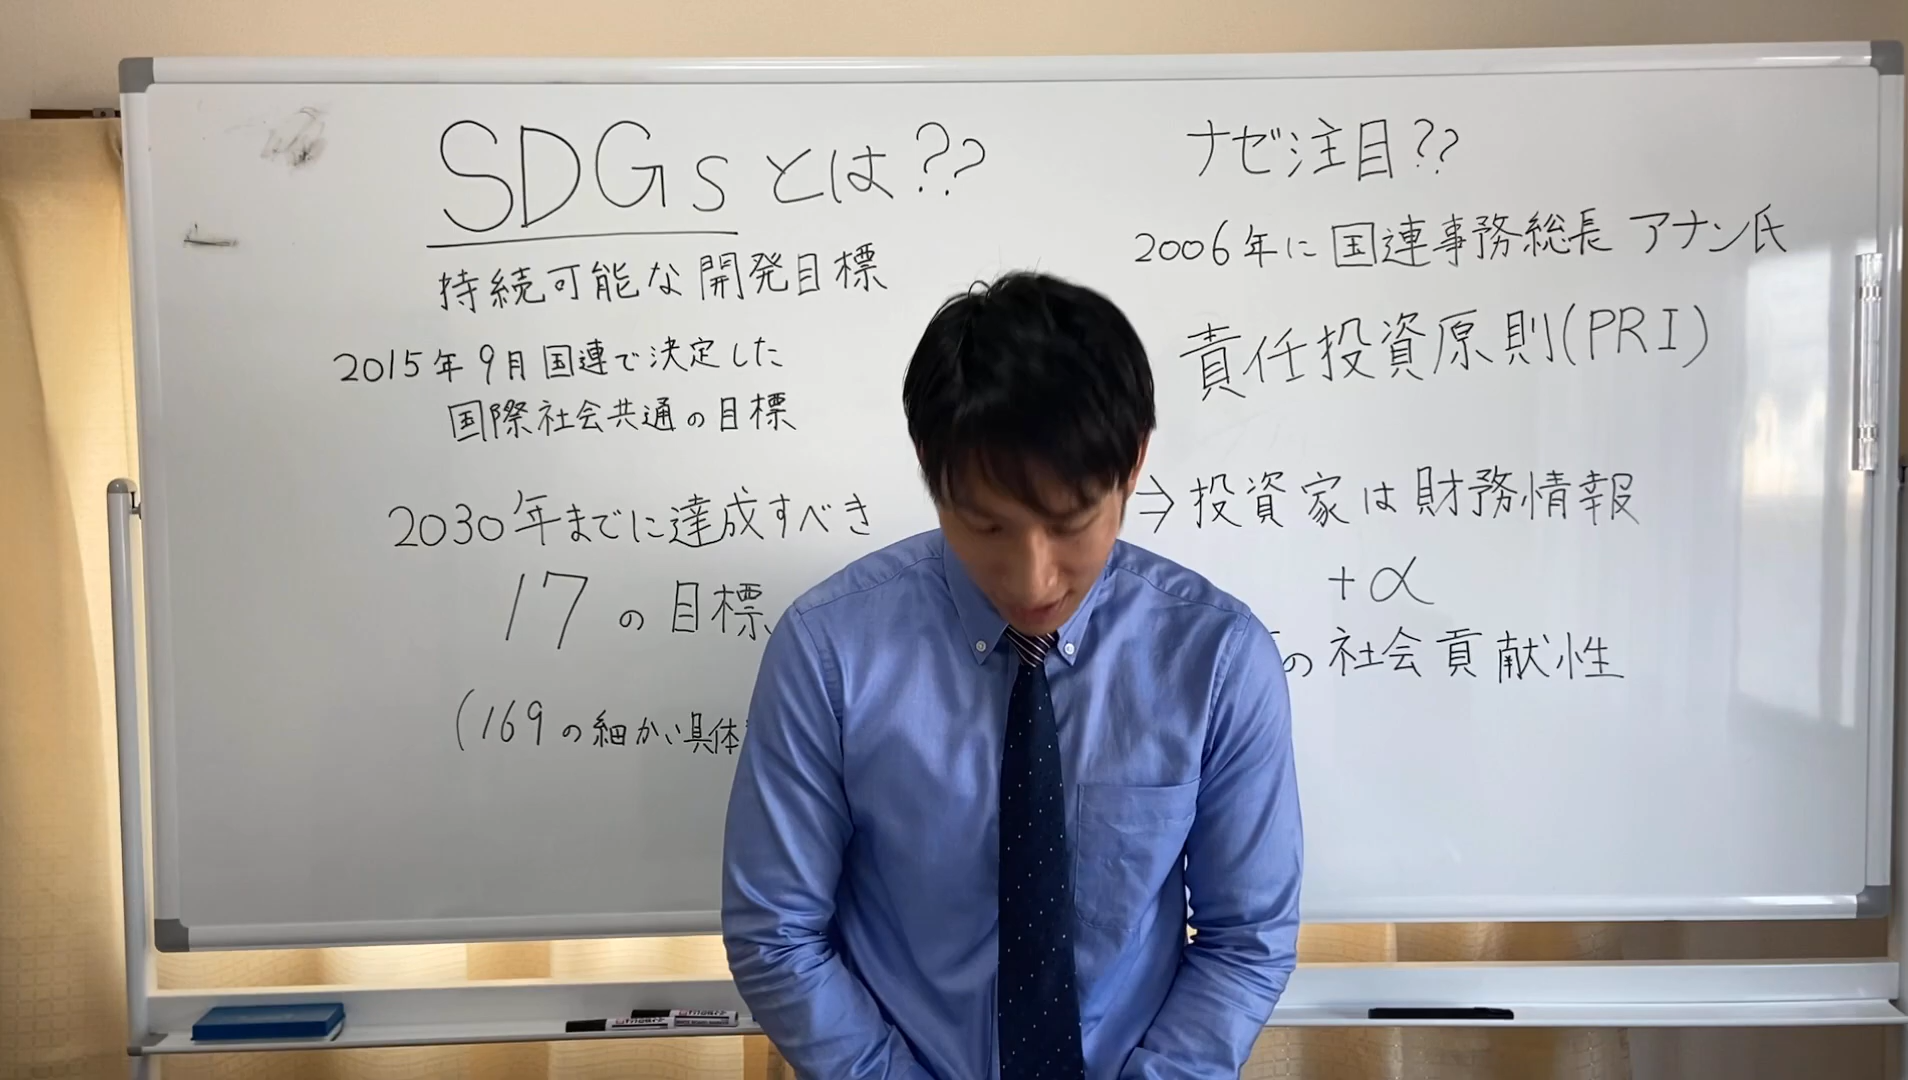 SDGsとは??
持続可能な開発目標
2015年9月国連で決定した
国際社会共通の目標
2030年までに達成すべき
17の目標
(169の細かい具体
ナゼ注目??
2006年に国連事務総長 アナン氏
責任投資原則(PRI)
⇒投資家は財務情報
+α
の社会貢献性